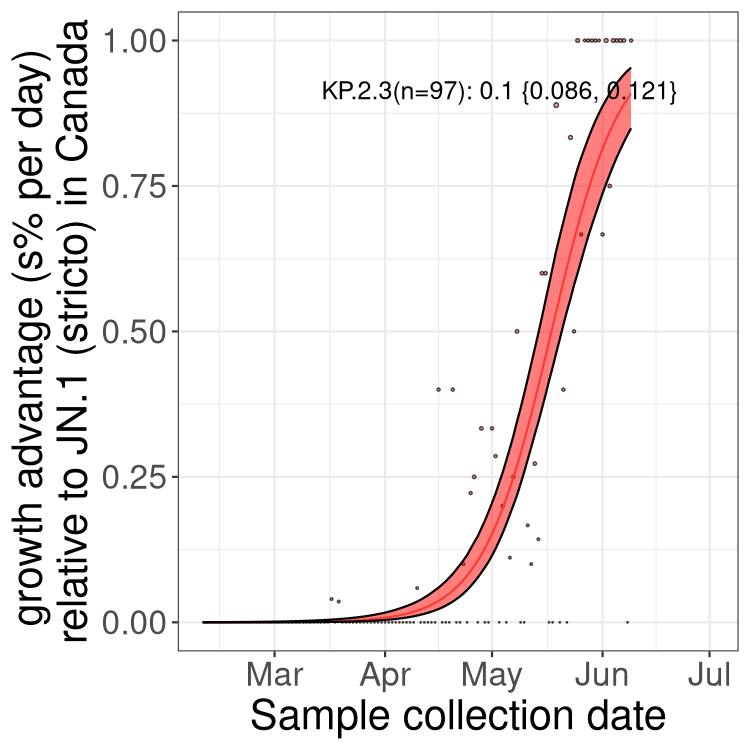 growth advantage (s% per day)
relative to JN.1 (stricto) in Canada
1.00
0.75
0.50
0.25
0.00
KP.2.3(n=97): 0.1 {0.086, 0.121}
Mar Apr May Jun Jul
Sample collection date